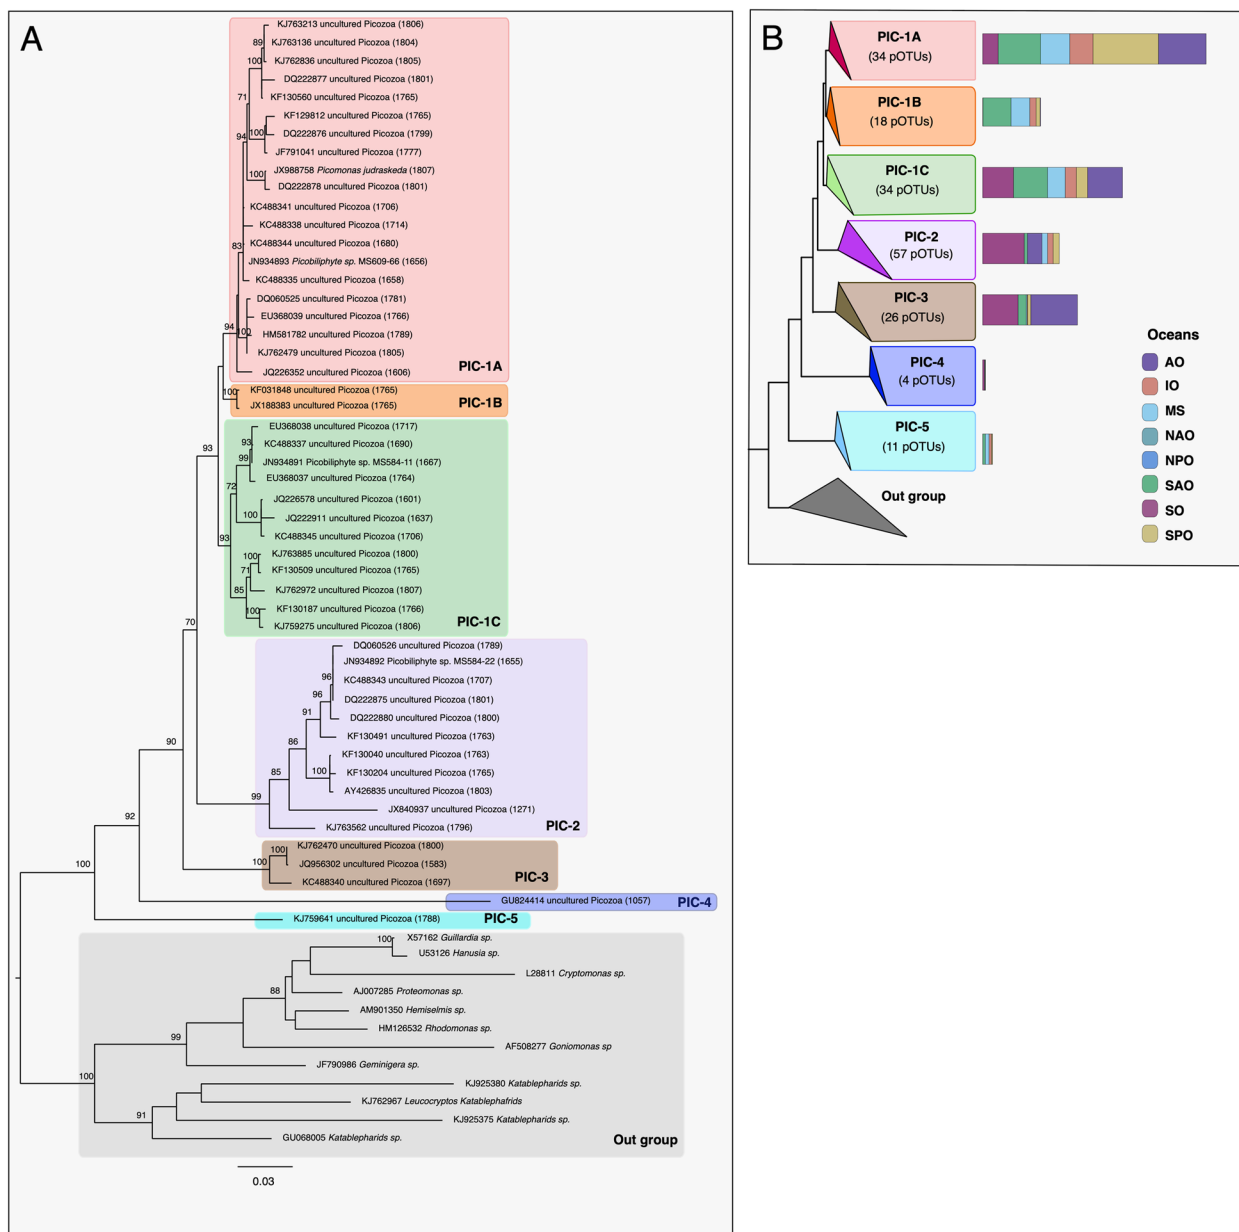 A
KJ763213 uncultured Picozoa (1806)
89
KJ763136 uncultured Picozoa (1804)
100
KJ762836 uncultured Picozoa (1805)
DQ222877 uncultured Picozoa (1801)
71
KF130560 uncultured Picozoa (1765)
KF129812 uncultured Picozoa (1765)
94
100
DQ222876 uncultured Picozoa (1799)
JF791041 uncultured Picozoa (1777)
JX988758 Picomonas judraskeda (1807)
100
DQ222878 uncultured Picozoa (1801)
KC488341 uncultured Picozoa (1706)
KC488338 uncultured Picozoa (1714)
83
KC488344 uncultured Picozoa (1680)
JN934893 Picobiliphyte sp. MS609-66 (1656)
KC488335 uncultured Picozoa (1658)
DQ060525 uncultured Picozoa (1781)
EU368039 uncultured Picozoa (1766)
94
100
HM581782 uncultured Picozoa (1789)
KJ762479 uncultured Picozoa (1805)
JQ226352 uncultured Picozoa (1606)
PIC-1A
100
KF031848 uncultured Picozoa (1765)
JX188383 uncultured Picozoa (1765)
PIC-1B
EU368038 uncultured Picozoa (1717)
93
KC488337 uncultured Picozoa (1690)
99
JN934891 Picobiliphyte sp. MS584-11 (1667)
EU368037 uncultured Picozoa (1764)
72
JQ226578 uncultured Picozoa (1601)
100
JQ222911 uncultured Picozoa (1637)
93
KC488345 uncultured Picozoa (1706)
93
100
KJ763885 uncultured Picozoa (1800)
71
KF130509 uncultured Picozoa (1765)
85
KJ762972 uncultured Picozoa (1807)
100
KF130187 uncultured Picozoa (1766)
KJ759275 uncultured Picozoa (1806)
PIC-1C
70
DQ060526 uncultured Picozoa (1789)
JN934892 Picobiliphyte sp. MS584-22 (1655)
96
KC488343 uncultured Picozoa (1707)
96
DQ222875 uncultured Picozoa (1801)
91
DQ222880 uncultured Picozoa (1800)
KF130491 uncultured Picozoa (1763)
86
KF130040 uncultured Picozoa (1763)
90
85
100
KF130204 uncultured Picozoa (1765)
AY426835 uncultured Picozoa (1803)
99
JX840937 uncultured Picozoa (1271)
KJ763562 uncultured Picozoa (1796)
PIC-2
92
100
KJ762470 uncultured Picozoa (1800)
100
JQ956302 uncultured Picozoa (1583)
KC488340 uncultured Picozoa (1697)
PIC-3
100
GU824414 uncultured Picozoa (1057)
PIC-4
KJ759641 uncultured Picozoa (1788)
PIC-5
100
X57162 Guillardia sp.
U53126 Hanusia sp.
L28811 Cryptomonas sp.
88
AJ007285 Proteomonas sp.
AM901350 Hemiselmis sp.
HM126532 Rhodomonas sp.
99
AF508277 Goniomonas sp
JF790986 Geminigera sp.
100
KJ925380 Katablepharids sp.
KJ762967 Leucocryptos Katablephafrids
91
KJ925375 Katablepharids sp.
GU068005 Katablepharids sp.
Out group
0.03
B
PIC-1A
(34 pOTUs)
PIC-1B
(18 pOTUs)
PIC-1C
(34 pOTUs)
PIC-2
(57 pOTUs)
PIC-3
(26 pOTUs)
PIC-4
(4 pOTUs)
PIC-5
(11 pOTUs)
Out group
Oceans
AO
IO
MS
NAO
NPO
SAO
SO
SPO